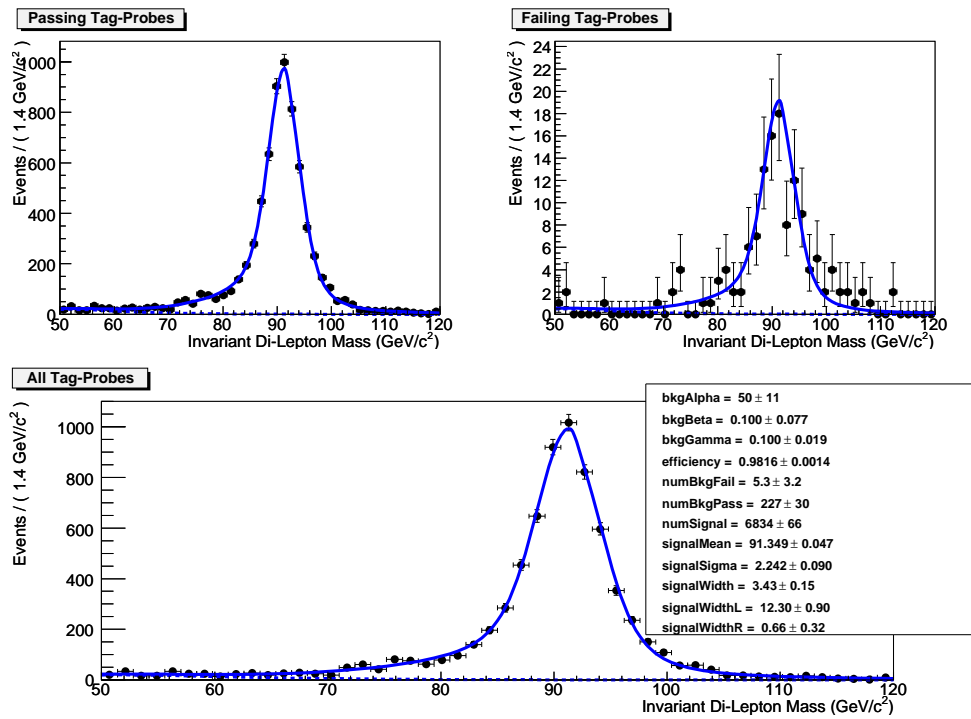 Passing Tag-Probes
Events / ( 1.4 GeV/c² )
1000
800
600
400
200
0
50 60 70 80 90 100 110 120
Invariant Di-Lepton Mass (GeV/c²)
Failing Tag-Probes
Events / ( 1.4 GeV/c² )
24
22
20
18
16
14
12
10
8
6
4
2
0
50 60 70 80 90 100 110 120
Invariant Di-Lepton Mass (GeV/c²)
All Tag-Probes
Events / ( 1.4 GeV/c² )
1000
800
600
400
200
0
50 60 70 80 90 100 110 120
Invariant Di-Lepton Mass (GeV/c²)
bkgAlpha = 50 ± 11
bkgBeta = 0.100 ± 0.077
bkgGamma = 0.100 ± 0.019
efficiency = 0.9816 ± 0.0014
numBkgFail = 5.3 ± 3.2
numBkgPass = 227 ± 30
numSignal = 6834 ± 66
signalMean = 91.349 ± 0.047
signalSigma = 2.242 ± 0.090
signalWidth = 3.43 ± 0.15
signalWidthL = 12.30 ± 0.90
signalWidthR = 0.66 ± 0.32